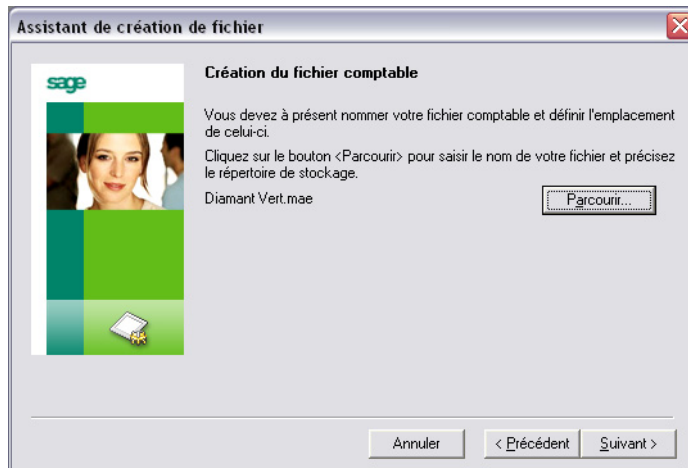 Assistant de création de fichier
sage
Création du fichier comptable
Vous devez à présent nommer votre fichier comptable et définir l'emplacement
de celui-ci.
Cliquez sur le bouton <Parcourir> pour saisir le nom de votre fichier et précisez
le répertoire de stockage.
Diamant Vert.mae
Parcourir...
Annuler
< Précédent
Suivant >